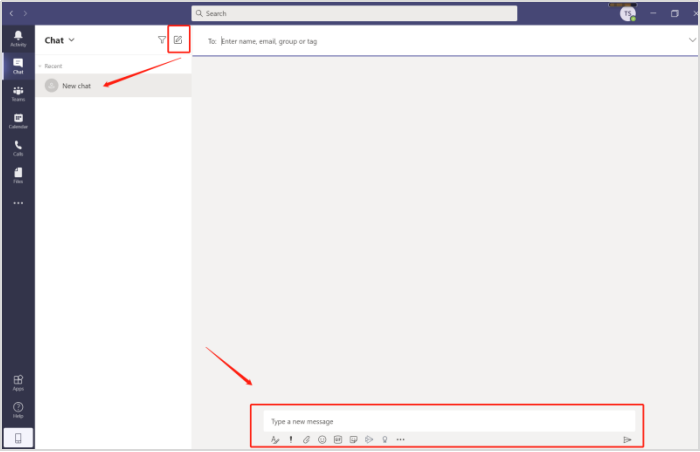 Search
TS
Activity
Chat
Teams
Calendar
Calls
Files
Apps
Help
Chat
Recent
New chat
To: Enter name, email, group or tag
Type a new message